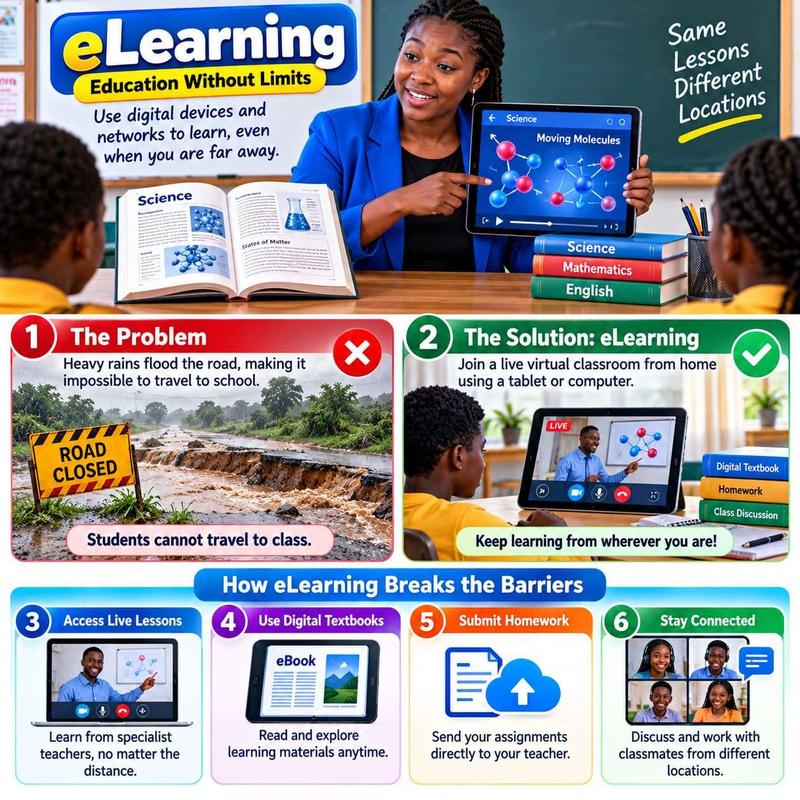 eLearning
Education Without Limits
Use digital devices and
networks to learn, even
when you are far away.
Same
Lessons
Different
Locations
Science
Moving Molecules
Science
States of Matter
Science
Mathematics
English
1 The Problem
Heavy rains flood the road, making it
impossible to travel to school.
ROAD
CLOSED
Students cannot travel to class.
2 The Solution: eLearning
Join a live virtual classroom from home
using a tablet or computer.
LIVE
Digital Textbook
Homework
Class Discussion
Keep learning from wherever you are!
How eLearning Breaks the Barriers
3 Access Live Lessons
Learn from specialist
teachers, no matter the
distance.
4 Use Digital Textbooks
eBook
Read and explore
learning materials anytime.
5 Submit Homework
Send your assignments
directly to your teacher.
6 Stay Connected
Discuss and work with
classmates from different
locations.